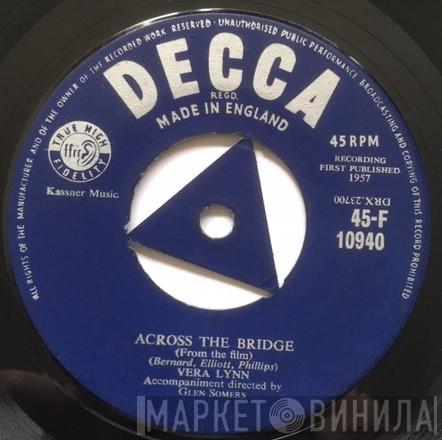 ALL RIGHTS OF THE MANUFACTURER AND OF THE OWNER OF THE RECORDED WORK RESERVED · UNAUTHORISED PUBLIC PERFORMANCE BROADCASTING AND COPYING OF THIS RECORD PROHIBITED
DECCA
REGD.
MADE IN ENGLAND
TRUE HIGH
ffrr
FIDELITY
Kassner Music.
45 RPM
RECORDING
FIRST PUBLISHED
1957
DRX.23700
45-F
10940
ACROSS THE BRIDGE
(From the film)
(Bernard, Elliott, Phillips)
VERA LYNN
Accompaniment directed by
GLEN SOMERS
МАРКЕТВИНИЛА